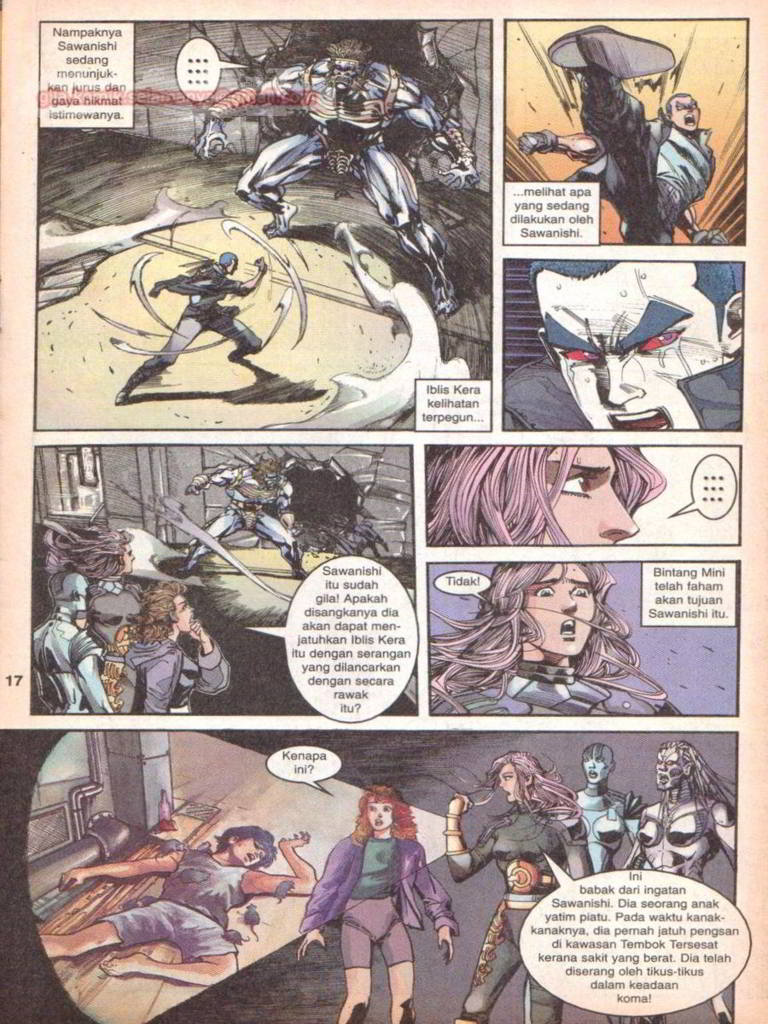 Nampaknya
Sawanishi
sedang
menunjuk-
kan jurus dan
gaya hikmat
istimewanya.
...melihat apa
yang sedang
dilakukan oleh
Sawanishi.
Iblis Kera
kelihatan
terpegun...
Sawanishi
itu sudah
gila! Apakah
disangkanya dia
akan dapat men-
jatuhkan Iblis Kera
itu dengan serangan
yang dilancarkan
dengan secara
rawak
itu?
Tidak!
Bintang Mini
telah faham
akan tujuan
Sawanishi itu.
17
Kenapa
ini?
Ini
babak dari ingatan
Sawanishi. Dia seorang anak
yatim piatu. Pada waktu kanak-
kanaknya, dia pernah jatuh pengsan
di kawasan Tembok Tersesat
kerana sakit yang berat. Dia telah
diserang oleh tikus-tikus
dalam keadaan
koma!